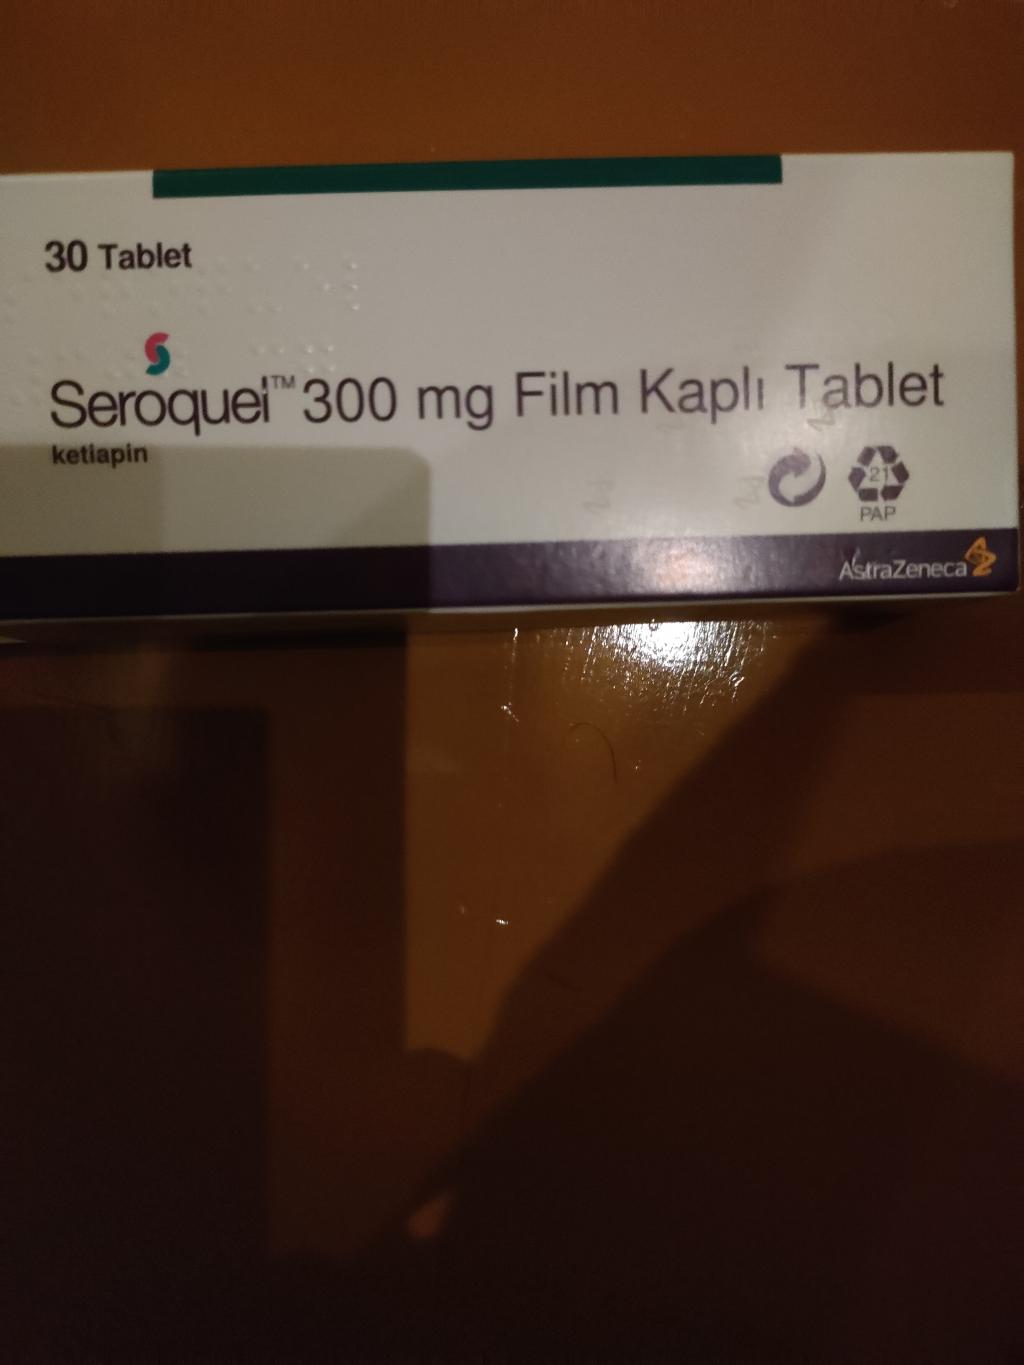 30 Tablet
Seroquel™ 300 mg Film Kaplı Tablet
ketiapin
21
PAP
AstraZeneca